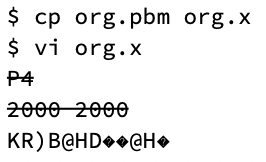 $ cp org.pbm org.x
$ vi org.x
P4
2000 2000
KR)B@HD��@H�